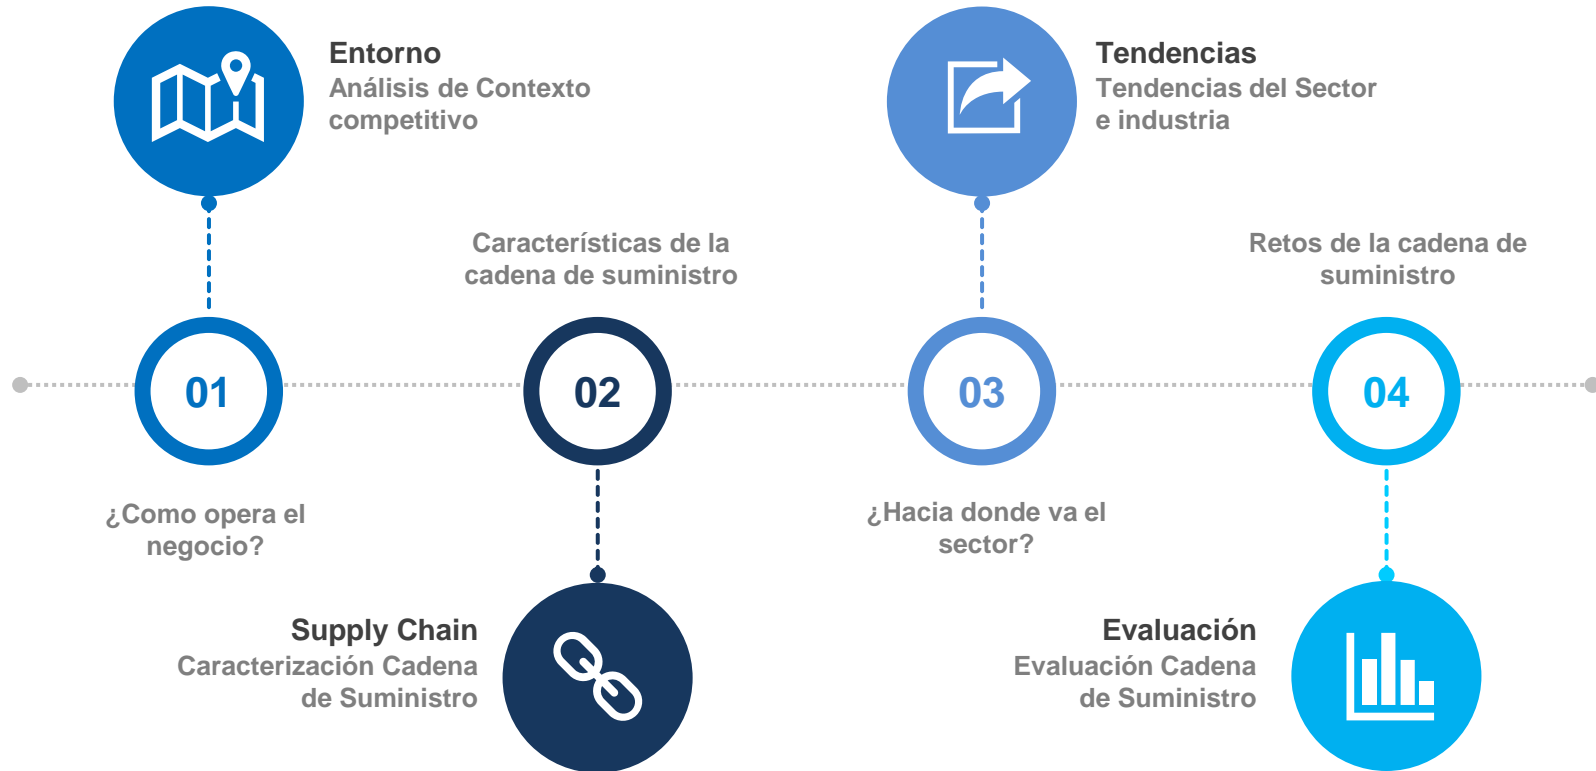 Entorno
Análisis de Contexto
competitivo
Tendencias
Tendencias del Sector
e industria
Características de la
cadena de suministro
Retos de la cadena de
suministro
01
02
03
04
¿Como opera el
negocio?
¿Hacia donde va el
sector?
Supply Chain
Caracterización Cadena
de Suministro
Evaluación
Evaluación Cadena
de Suministro